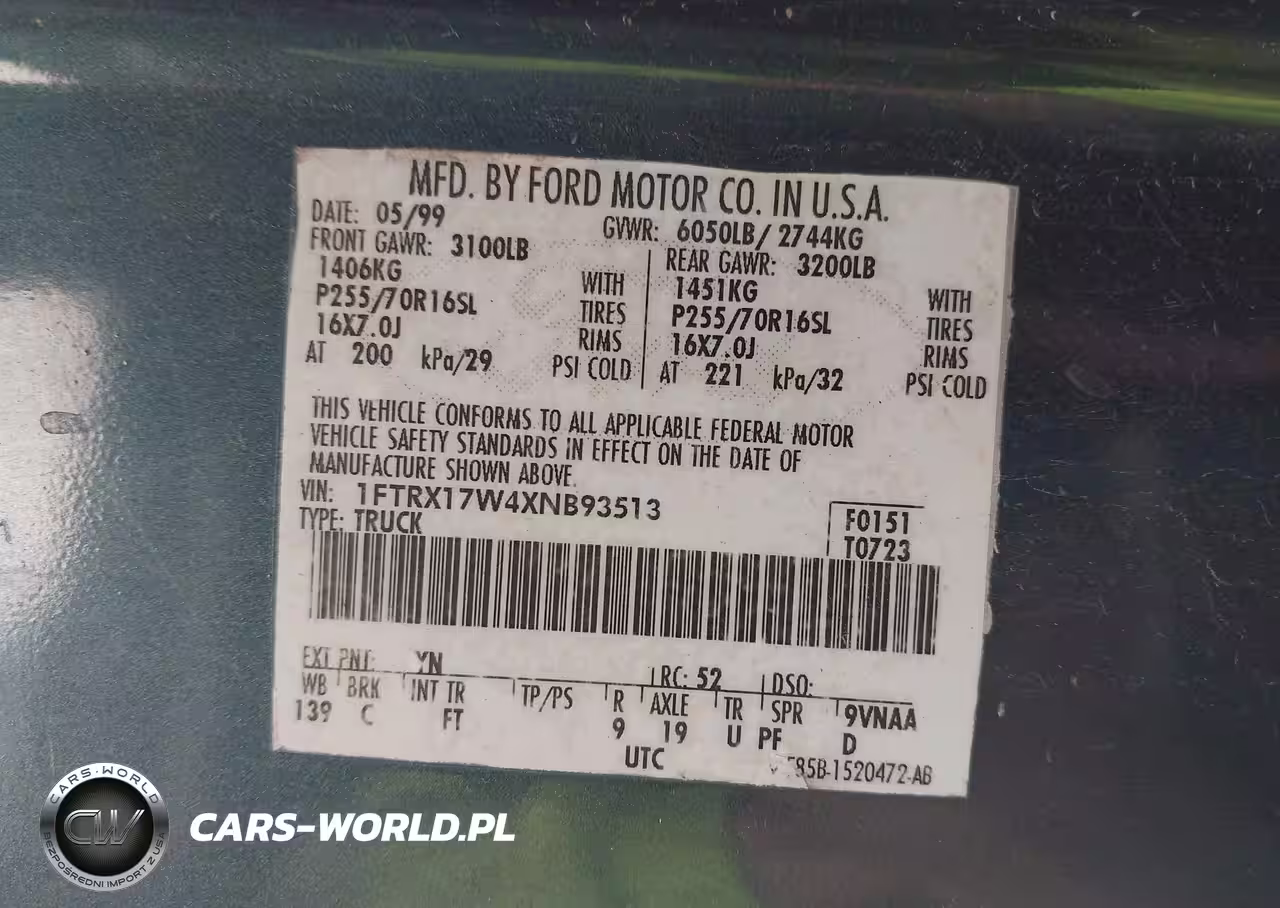 MFD. BY FORD MOTOR CO. IN U.S.A.
DATE: 05/99 GVWR: 6050LB/ 2744KG
FRONT GAWR: 3100LB REAR GAWR: 3200LB
1406KG WITH 1451KG WITH
P255/70R16SL TIRES P255/70R16SL TIRES
16X7.0J RIMS 16X7.0J RIMS
AT 200 kPa/29 PSI COLD AT 221 kPa/32 PSI COLD
THIS VEHICLE CONFORMS TO ALL APPLICABLE FEDERAL MOTOR
VEHICLE SAFETY STANDARDS IN EFFECT ON THE DATE OF
MANUFACTURE SHOWN ABOVE.
VIN: 1FTRX17W4XNB93513
TYPE: TRUCK
F0151
T0723
EXT PNT: YN RC: 52 DSO:
WB BRK INT TR TP/PS R AXLE TR SPR 9VNAA
139 C FT 9 19 U PF D
UTC 85B-1520472-AB
CARS-WORLD
CW
BEZPOŚREDNI IMPORT Z USA
CARS-WORLD.PL